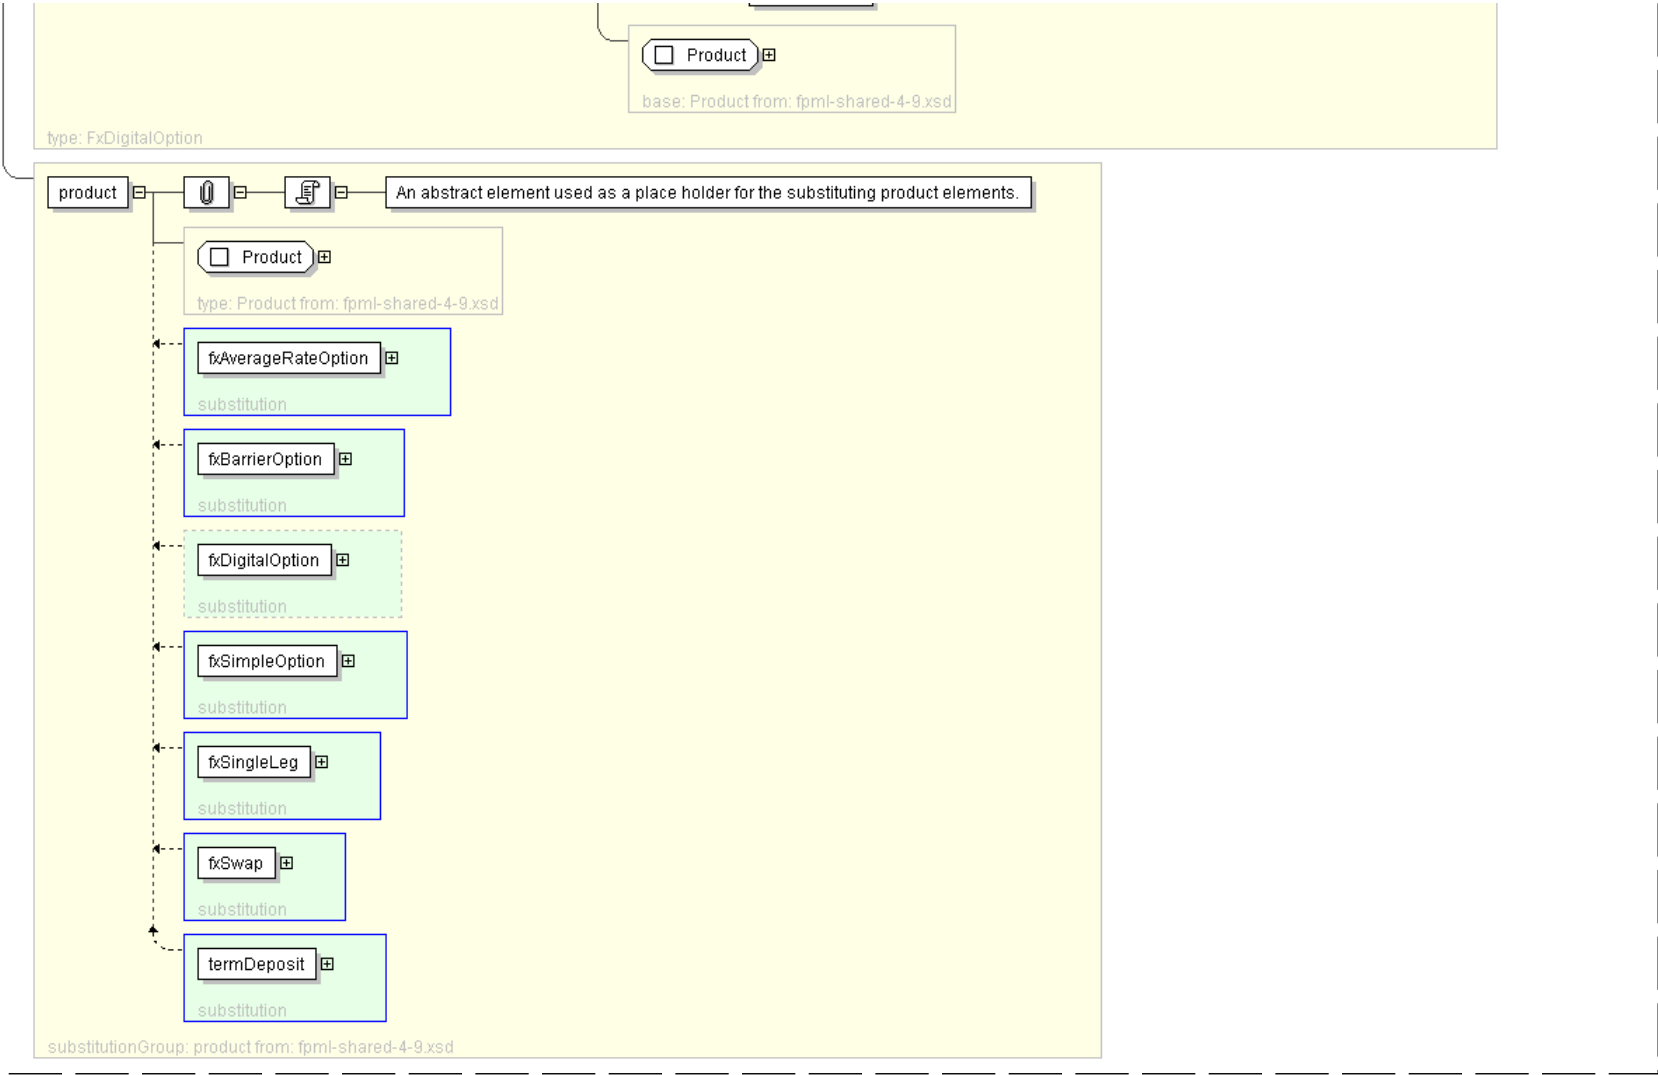 Product
base: Product from: fpml-shared-4-9.xsd
type: FxDigitalOption
product
An abstract element used as a place holder for the substituting product elements.
Product
type: Product from: fpml-shared-4-9.xsd
fxAverageRateOption
substitution
fxBarrierOption
substitution
fxDigitalOption
substitution
fxSimpleOption
substitution
fxSingleLeg
substitution
fxSwap
substitution
termDeposit
substitution
substitutionGroup: product from: fpml-shared-4-9.xsd